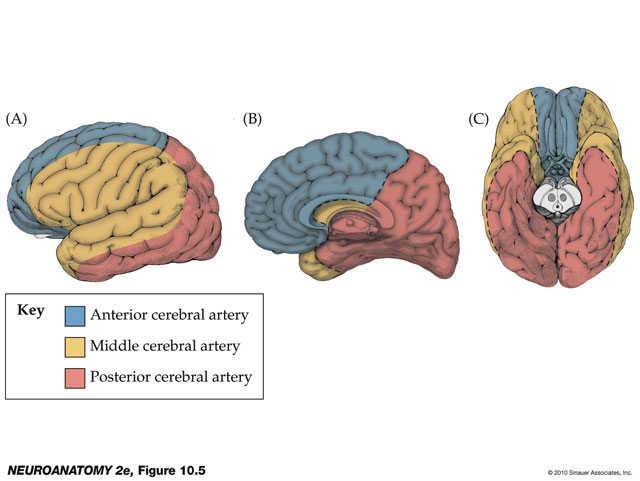 (A)
(B)
(C)
Key
Anterior cerebral artery
Middle cerebral artery
Posterior cerebral artery
NEUROANATOMY 2e, Figure 10.5
© 2010 Sinauer Associates, Inc.